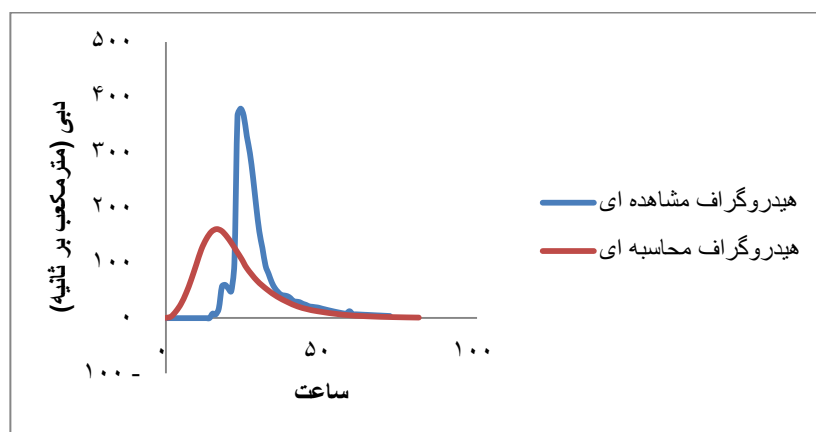 ۵۰۰
۴۰۰
۳۰۰
۲۰۰
۱۰۰
۰
۱۰۰ -
دبی (مترمکعب بر ثانیه)
۰
۵۰
۱۰۰
ساعت
هیدروگراف مشاهده ای
هیدروگراف محاسبه ای